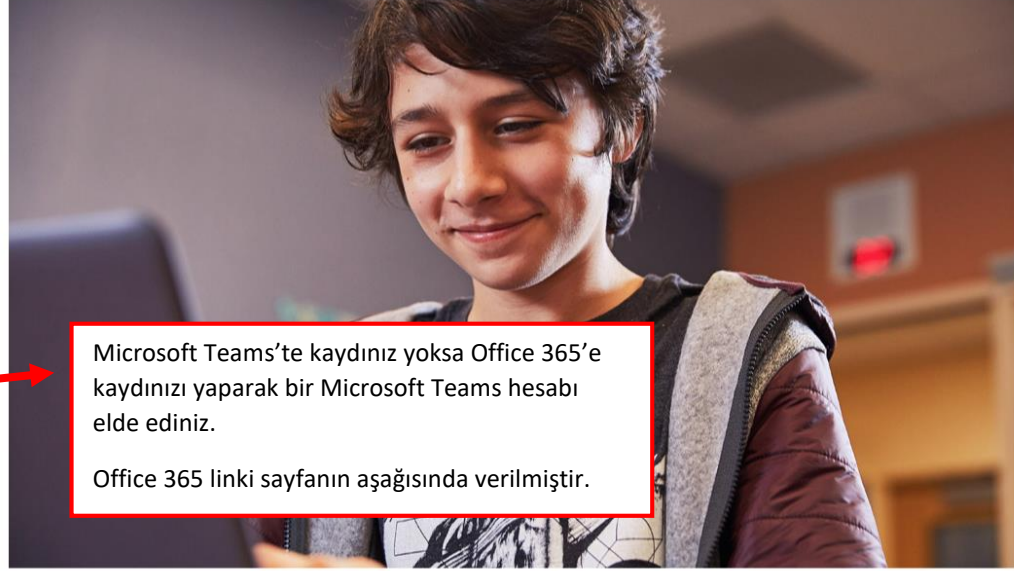 Microsoft Teams’te kaydınız yoksa Office 365’e
kaydınızı yaparak bir Microsoft Teams hesabı
elde ediniz.
Office 365 linki sayfanın aşağısında verilmiştir.